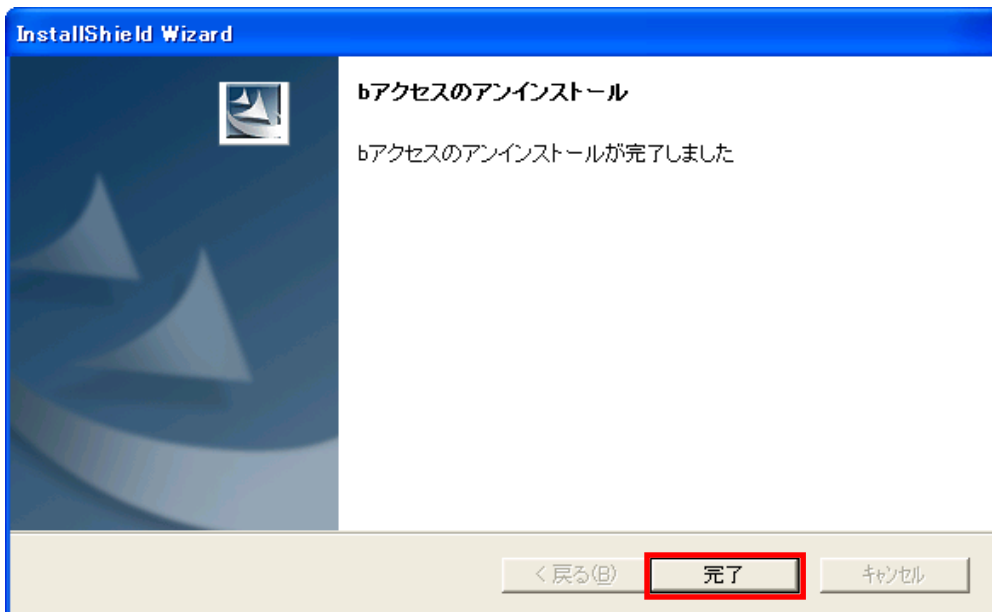 InstallShield Wizard
bアクセスのアンインストール
bアクセスのアンインストールが完了しました
< 戻る(B) 完了 キャンセル